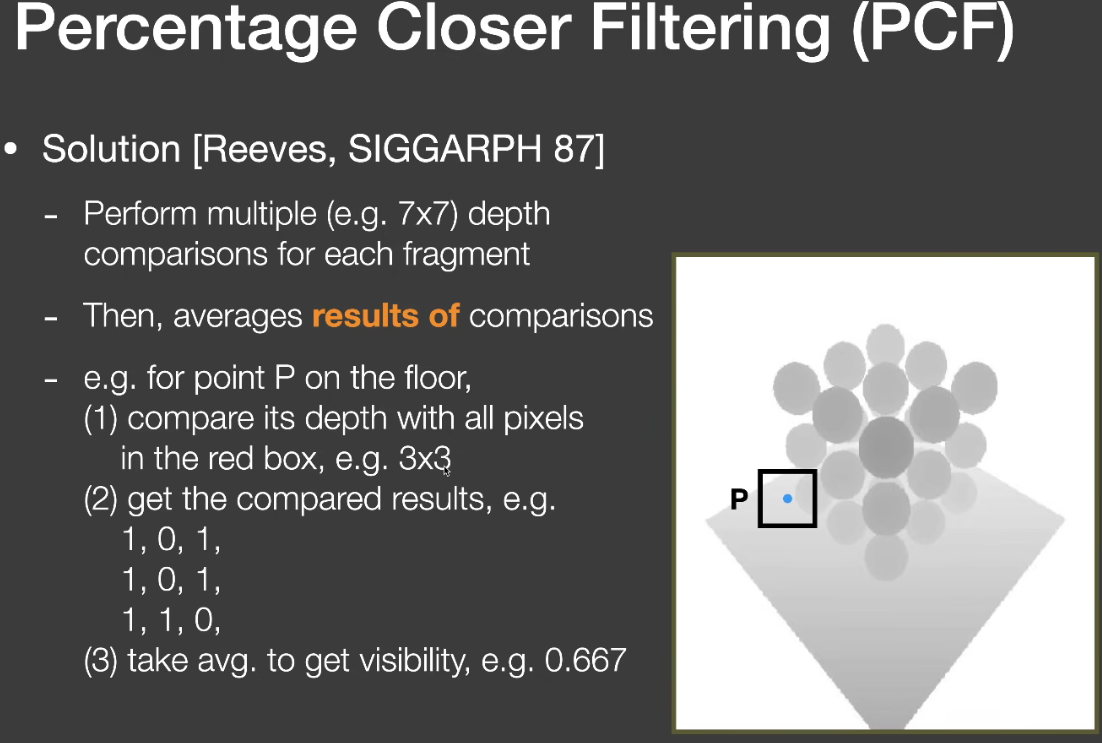 Percentage Closer Filtering (PCF)
• Solution [Reeves, SIGGARPH 87]
- Perform multiple (e.g. 7x7) depth
comparisons for each fragment
- Then, averages results of comparisons
- e.g. for point P on the floor,
(1) compare its depth with all pixels
in the red box, e.g. 3x3
(2) get the compared results, e.g.
1, 0, 1,
1, 0, 1,
1, 1, 0,
(3) take avg. to get visibility, e.g. 0.667
P